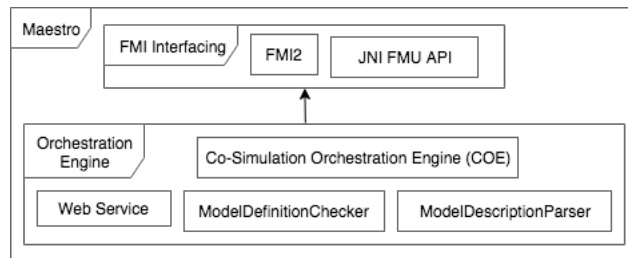 Maestro
FMI Interfacing
FMI2
JNI FMU API
Orchestration
Engine
Co-Simulation Orchestration Engine (COE)
Web Service
ModelDefinitionChecker
ModelDescriptionParser